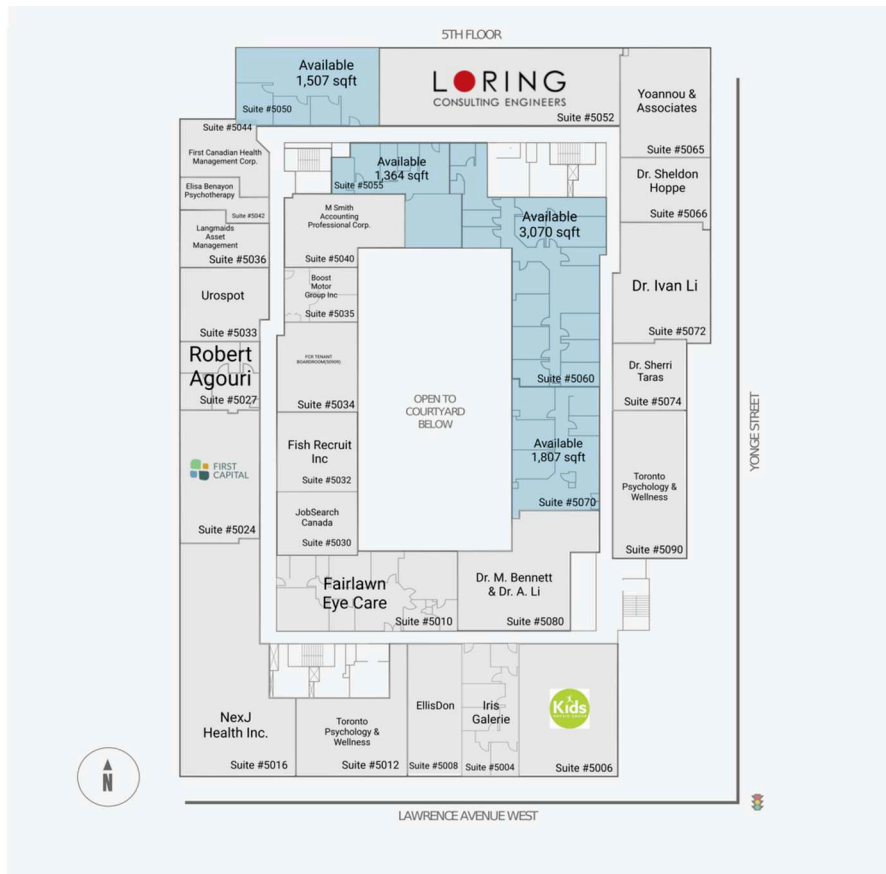 5TH FLOOR
Available
1,507 sqft
Suite #5050
LORING
CONSULTING ENGINEERS
Suite #5052
Yoannou &
Associates
Suite #5065
Suite #5044
First Canadian Health
Management Corp.
Elisa Benayon
Psychotherapy
Suite #5042
Langmaids
Asset
Management
Suite #5036
Available
1,364 sqft
Suite #5055
M Smith
Accounting
Professional Corp.
Suite #5040
Available
3,070 sqft
Suite #5060
Dr. Sheldon
Hoppe
Suite #5066
Dr. Ivan Li
Suite #5072
Urospot
Suite #5033
Boost
Motor
Group Inc
Suite #5035
Robert
Agouri
Suite #5027
FCR TENANT
BOARDROOM(5090R)
Suite #5034
OPEN TO
COURTYARD
BELOW
Dr. Sherri
Taras
Suite #5074
FIRST
CAPITAL
Suite #5024
Fish Recruit
Inc
Suite #5032
Available
1,807 sqft
Suite #5070
Toronto
Psychology &
Wellness
Suite #5090
YONGE STREET
JobSearch
Canada
Suite #5030
Fairlawn
Eye Care
Suite #5010
Dr. M. Bennett
& Dr. A. Li
Suite #5080
NexJ
Health Inc.
Suite #5016
Toronto
Psychology &
Wellness
Suite #5012
EllisDon
Suite #5008
Iris
Galerie
Suite #5004
Kids
Suite #5006
N
LAWRENCE AVENUE WEST